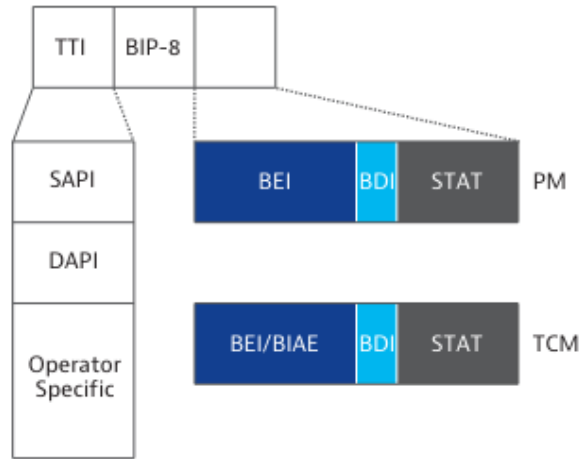 TTI BIP-8
SAPI
BEI BDI STAT PM
DAPI
BEI/BIAE BDI STAT TCM
Operator
Specific